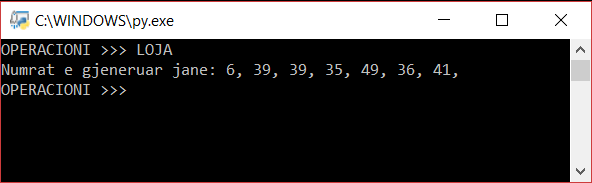 C:\WINDOWS\py.exe
OPERACIONI >>> LOJA
Numrat e gjeneruar jane: 6, 39, 39, 35, 49, 36, 41,
OPERACIONI >>>